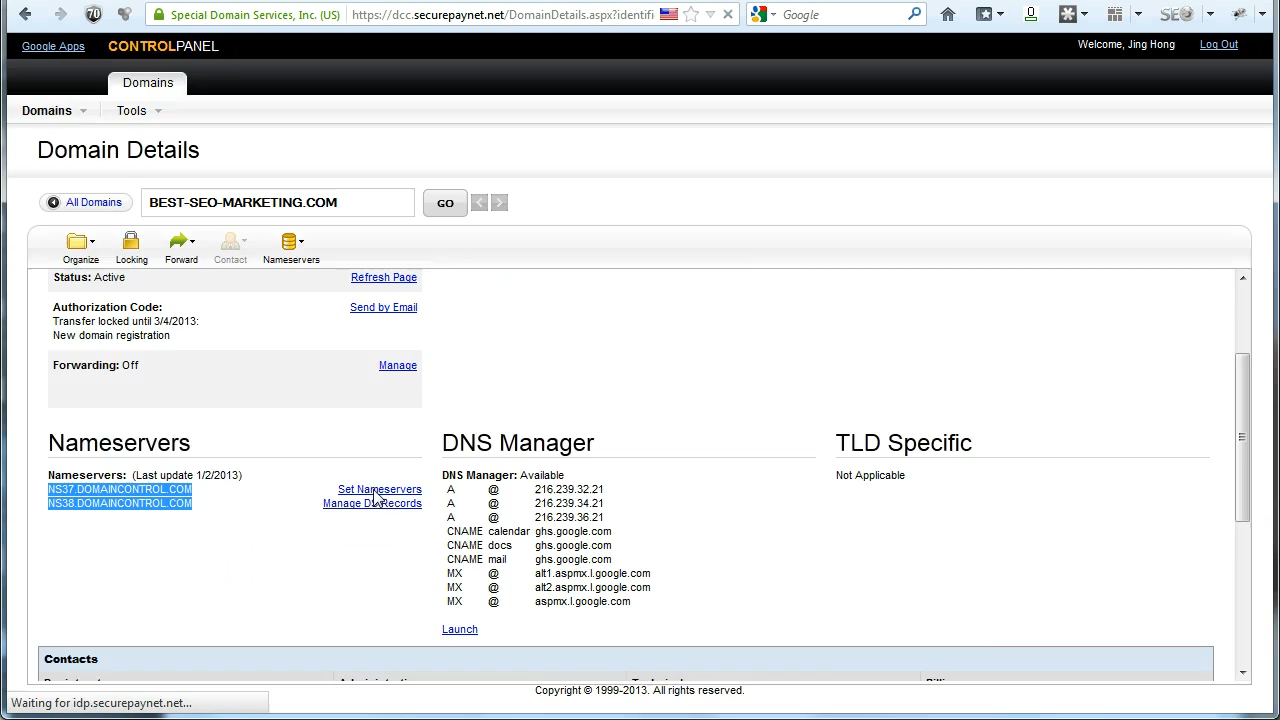 70
Special Domain Services, Inc. (US)
https://dcc.securepaynet.net/DomainDetails.aspx?identifi
Google
SEO
Google Apps
CONTROLPANEL
Welcome, Jing Hong
Log Out
Domains
Domains
Tools
Domain Details
All Domains
BEST-SEO-MARKETING.COM
GO
Organize
Locking
Forward
Contact
Nameservers
Status: Active
Refresh Page
Authorization Code:
Send by Email
Transfer locked until 3/4/2013:
New domain registration
Forwarding: Off
Manage
Nameservers
Nameservers: (Last update 1/2/2013)
NS37.DOMAINCONTROL.COM
Set Nameservers
NS38.DOMAINCONTROL.COM
Manage DS Records
DNS Manager
DNS Manager: Available
A @ 216.239.32.21
A @ 216.239.34.21
A @ 216.239.36.21
CNAME calendar ghs.google.com
CNAME docs ghs.google.com
CNAME mail ghs.google.com
MX @ alt1.aspmx.l.google.com
MX @ alt2.aspmx.l.google.com
MX @ aspmx.l.google.com
Launch
TLD Specific
Not Applicable
Contacts
Copyright © 1999-2013. All rights reserved.
Waiting for idp.securepaynet.net...